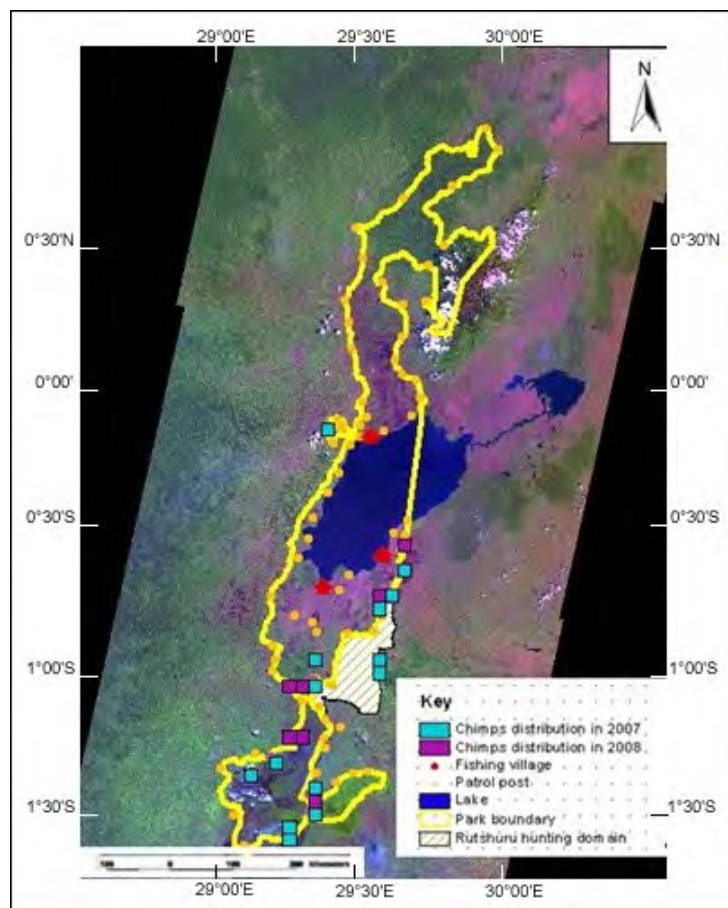 29°00'E 29°30'E 30°00'E
N
0°30'N 0°30'N
0°00' 0°00'
0°30'S 0°30'S
1°00'S 1°00'S
Key
Chimps distribution in 2007
Chimps distribution in 2008
Fishing village
Patrol post
Lake
Park boundary
Rutshuru hunting domain
1°30'S 1°30'S
0
29°00'E 29°30'E 30°00'E